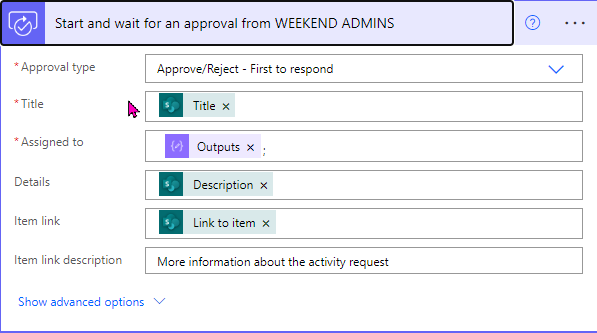 Start and wait for an approval from WEEKEND ADMINS
* Approval type Approve/Reject - First to respond
* Title Title ×
* Assigned to Outputs × ;
Details Description ×
Item link Link to item ×
Item link description More information about the activity request
Show advanced options